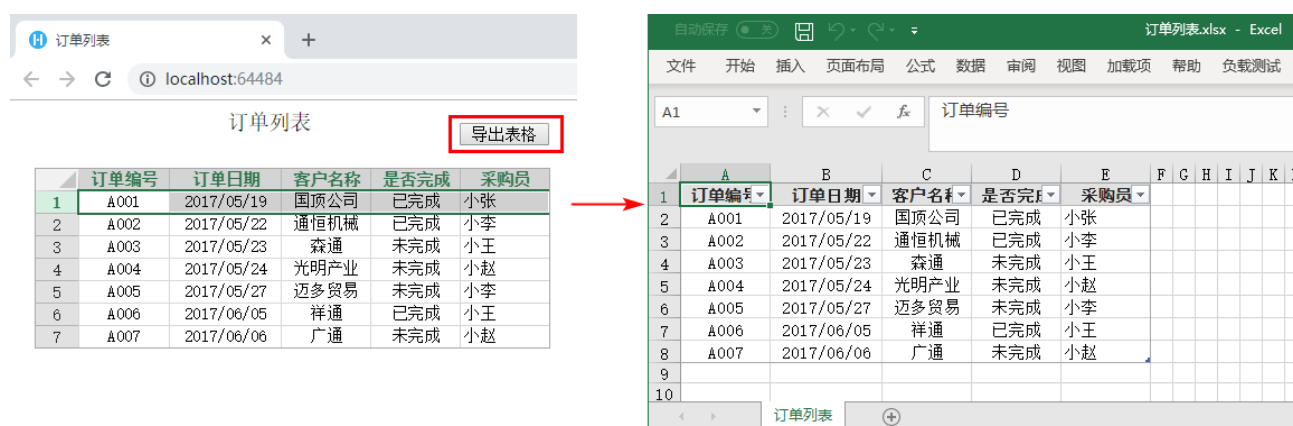 订单列表
localhost:64484
订单列表
导出表格
订单编号 订单日期 客户名称 是否完成 采购员
1 A001 2017/05/19 国顶公司 已完成 小张
2 A002 2017/05/22 通恒机械 已完成 小李
3 A003 2017/05/23 森通 未完成 小王
4 A004 2017/05/24 光明产业 未完成 小赵
5 A005 2017/05/27 迈多贸易 未完成 小李
6 A006 2017/06/05 祥通 已完成 小王
7 A007 2017/06/06 广通 未完成 小赵
自动保存 关 订单列表.xlsx - Excel
文件 开始 插入 页面布局 公式 数据 审阅 视图 加载项 帮助 负载测试
A1 fx 订单编号
A B C D E F G H I J K
1 订单编号 订单日期 客户名称 是否完成 采购员
2 A001 2017/05/19 国顶公司 已完成 小张
3 A002 2017/05/22 通恒机械 已完成 小李
4 A003 2017/05/23 森通 未完成 小王
5 A004 2017/05/24 光明产业 未完成 小赵
6 A005 2017/05/27 迈多贸易 未完成 小李
7 A006 2017/06/05 祥通 已完成 小王
8 A007 2017/06/06 广通 未完成 小赵
9
10
订单列表